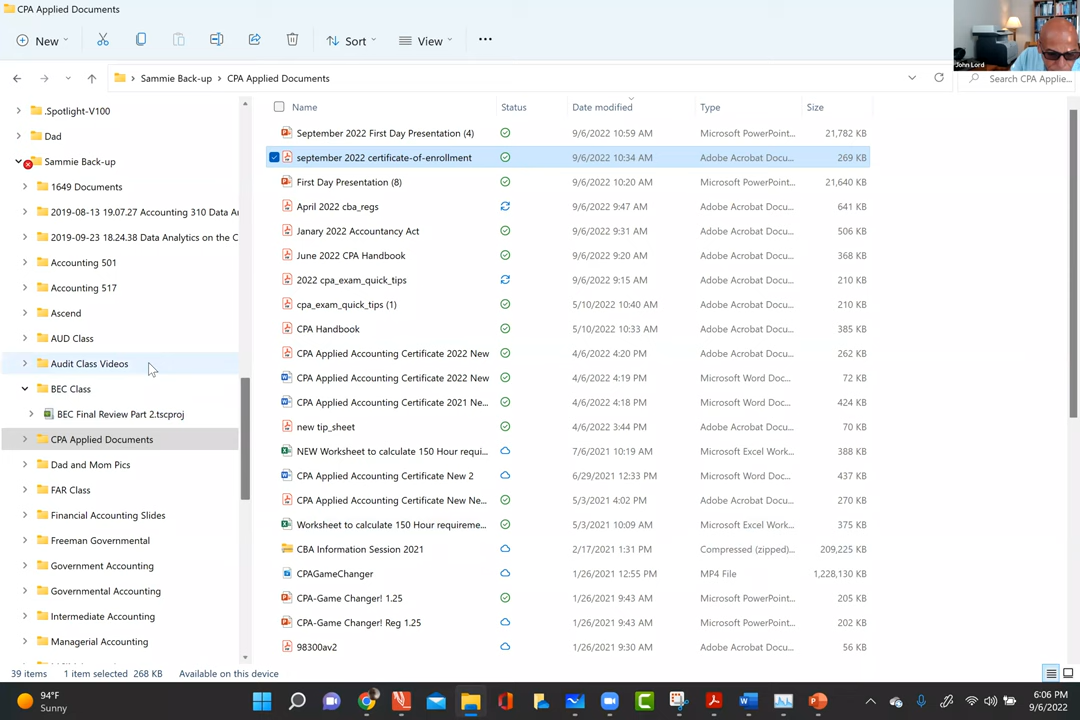 CPA Applied Documents
New
Sort
View
John Lord
Sammie Back-up
CPA Applied Documents
Search CPA Applie...
.Spotlight-V100
Dad
Sammie Back-up
1649 Documents
2019-08-13 19.07.27 Accounting 310 Data Ar
2019-09-23 18.24.38 Data Analytics on the C
Accounting 501
Accounting 517
Ascend
AUD Class
Audit Class Videos
BEC Class
BEC Final Review Part 2.tscproj
CPA Applied Documents
Dad and Mom Pics
FAR Class
Financial Accounting Slides
Freeman Governmental
Government Accounting
Governmental Accounting
Intermediate Accounting
Managerial Accounting
Name Status Date modified Type Size
September 2022 First Day Presentation (4) 9/6/2022 10:59 AM Microsoft PowerPoint... 21,782 KB
september 2022 certificate-of-enrollment 9/6/2022 10:34 AM Adobe Acrobat Docu... 269 KB
First Day Presentation (8) 9/6/2022 10:20 AM Microsoft PowerPoint... 21,640 KB
April 2022 cba_regs 9/6/2022 9:47 AM Adobe Acrobat Docu... 641 KB
Janary 2022 Accountancy Act 9/6/2022 9:31 AM Adobe Acrobat Docu... 506 KB
June 2022 CPA Handbook 9/6/2022 9:20 AM Adobe Acrobat Docu... 368 KB
2022 cpa_exam_quick_tips 9/6/2022 9:15 AM Adobe Acrobat Docu... 210 KB
cpa_exam_quick_tips (1) 5/10/2022 10:40 AM Adobe Acrobat Docu... 210 KB
CPA Handbook 5/10/2022 10:33 AM Adobe Acrobat Docu... 385 KB
CPA Applied Accounting Certificate 2022 New 4/6/2022 4:20 PM Adobe Acrobat Docu... 262 KB
CPA Applied Accounting Certificate 2022 New 4/6/2022 4:19 PM Microsoft Word Doc... 72 KB
CPA Applied Accounting Certificate 2021 Ne... 4/6/2022 4:18 PM Microsoft Word Doc... 424 KB
new tip_sheet 4/6/2022 3:44 PM Adobe Acrobat Docu... 70 KB
NEW Worksheet to calculate 150 Hour requi... 7/6/2021 10:19 AM Microsoft Excel Work... 388 KB
CPA Applied Accounting Certificate New 2 6/29/2021 12:33 PM Microsoft Word Doc... 437 KB
CPA Applied Accounting Certificate New Ne... 5/3/2021 4:02 PM Adobe Acrobat Docu... 270 KB
Worksheet to calculate 150 Hour requireme... 5/3/2021 10:09 AM Microsoft Excel Work... 375 KB
CBA Information Session 2021 2/17/2021 1:31 PM Compressed (zipped)... 209,225 KB
CPAGameChanger 1/26/2021 12:55 PM MP4 File 1,228,130 KB
CPA-Game Changer! 1.25 1/26/2021 9:43 AM Microsoft PowerPoint... 205 KB
CPA-Game Changer! Reg 1.25 1/26/2021 9:43 AM Microsoft PowerPoint... 202 KB
98300av2 1/26/2021 9:30 AM Adobe Acrobat Docu... 56 KB
39 items 1 item selected 268 KB Available on this device
94°F
Sunny
6:06 PM
9/6/2022